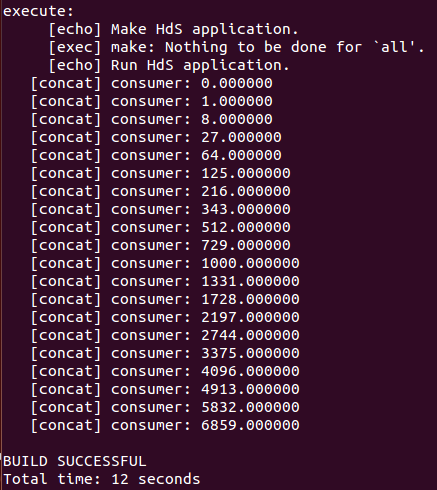 execute:
[echo] Make HdS application.
[exec] make: Nothing to be done for `all'.
[echo] Run HdS application.
[concat] consumer: 0.000000
[concat] consumer: 1.000000
[concat] consumer: 8.000000
[concat] consumer: 27.000000
[concat] consumer: 64.000000
[concat] consumer: 125.000000
[concat] consumer: 216.000000
[concat] consumer: 343.000000
[concat] consumer: 512.000000
[concat] consumer: 729.000000
[concat] consumer: 1000.000000
[concat] consumer: 1331.000000
[concat] consumer: 1728.000000
[concat] consumer: 2197.000000
[concat] consumer: 2744.000000
[concat] consumer: 3375.000000
[concat] consumer: 4096.000000
[concat] consumer: 4913.000000
[concat] consumer: 5832.000000
[concat] consumer: 6859.000000
BUILD SUCCESSFUL
Total time: 12 seconds